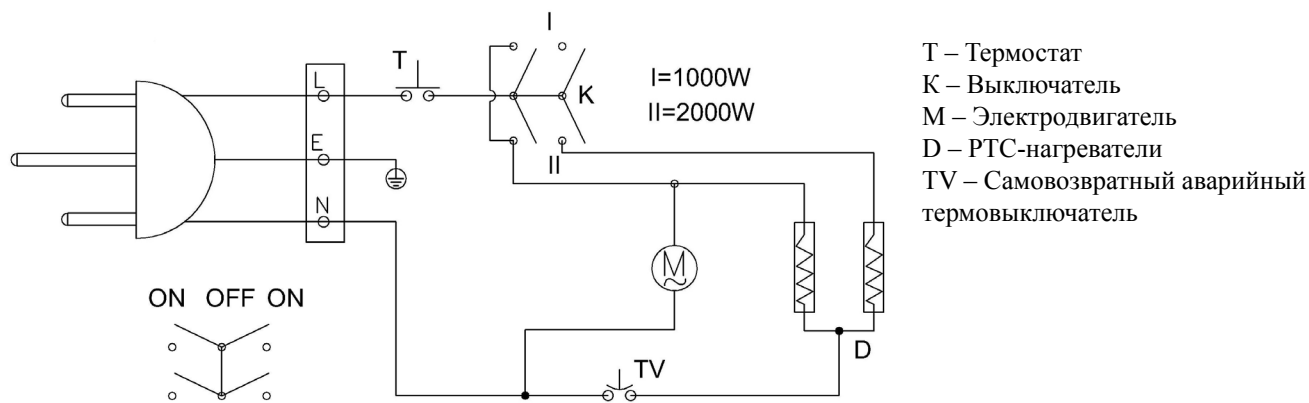 I
L
T
K
I=1000W
II=2000W
E
II
N
M
ON OFF ON
TV
D
T – Термостат
К – Выключатель
М – Электродвигатель
D – РТС-нагреватели
TV – Самовозвратный аварийный
термовыключатель